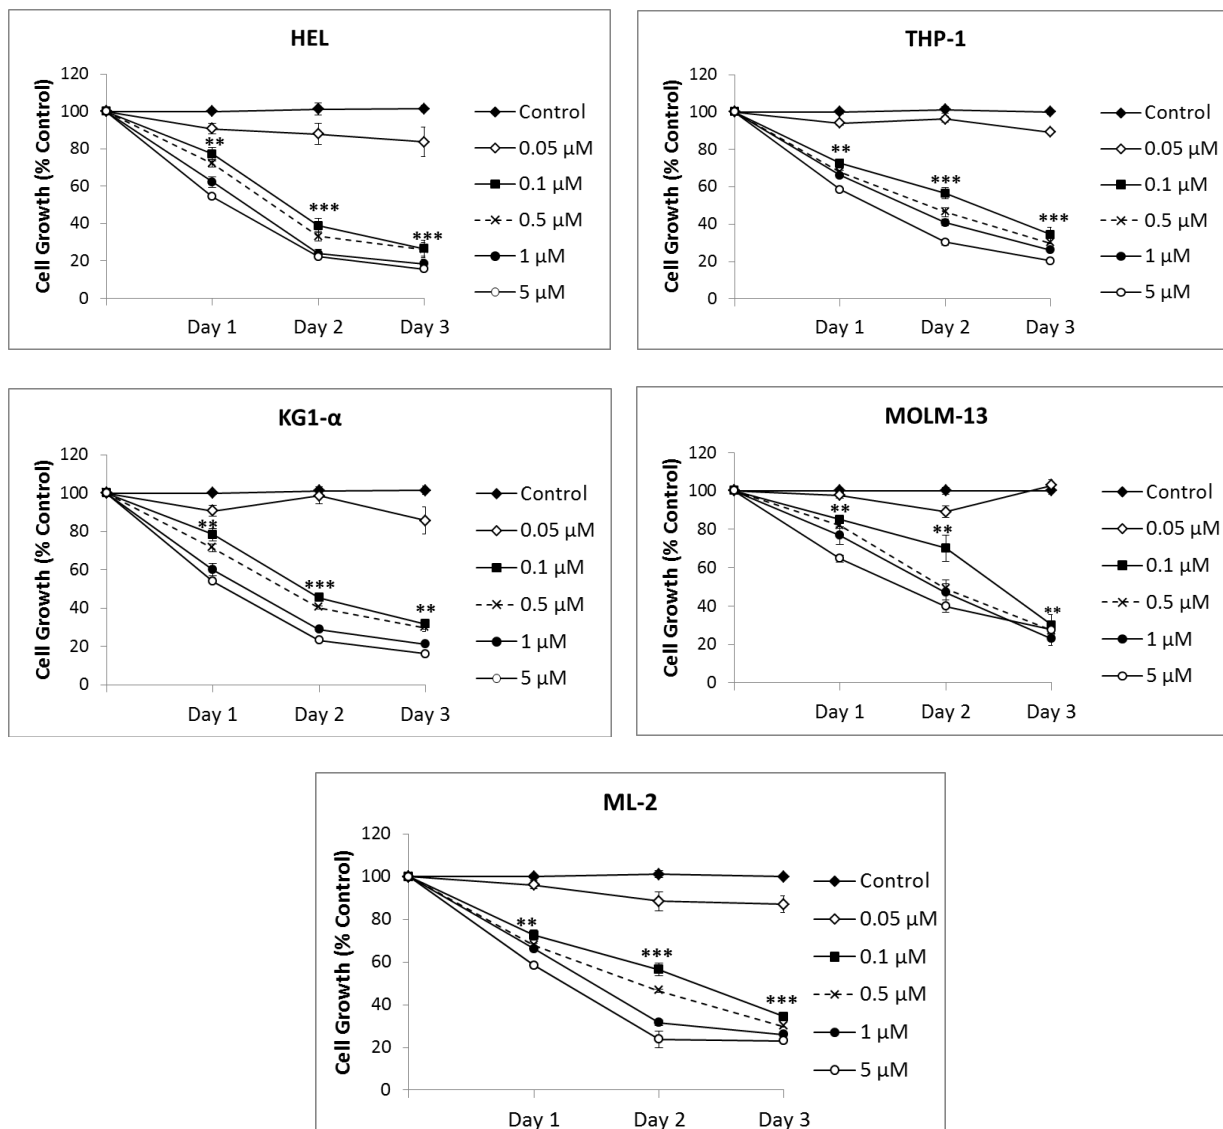 HEL
Cell Growth (% Control)
120
100
80
60
40
20
0
**
***
***
Day 1 Day 2 Day 3
Control
0.05 µM
0.1 µM
0.5 µM
1 µM
5 µM
THP-1
Cell Growth (% Control)
120
100
80
60
40
20
0
**
***
***
Day 1 Day 2 Day 3
Control
0.05 µM
0.1 µM
0.5 µM
1 µM
5 µM
KG1-α
Cell Growth (% Control)
120
100
80
60
40
20
0
**
***
**
Day 1 Day 2 Day 3
Control
0.05 µM
0.1 µM
0.5 µM
1 µM
5 µM
MOLM-13
Cell Growth (% Control)
120
100
80
60
40
20
0
**
**
**
Day 1 Day 2 Day 3
Control
0.05 µM
0.1 µM
0.5 µM
1 µM
5 µM
ML-2
Cell Growth (% Control)
120
100
80
60
40
20
0
**
***
***
Day 1 Day 2 Day 3
Control
0.05 µM
0.1 µM
0.5 µM
1 µM
5 µM